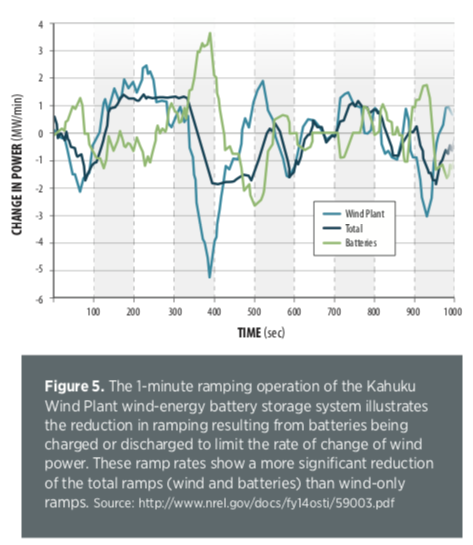 4
3
2
1
0
-1
-2
-3
-4
-5
-6
CHANGE IN POWER (MW/min)
Wind Plant
Total
Batteries
100 200 300 400 500 600 700 800 900 1000
TIME (sec)
Figure 5. The 1-minute ramping operation of the Kahuku
Wind Plant wind-energy battery storage system illustrates
the reduction in ramping resulting from batteries being
charged or discharged to limit the rate of change of wind
power. These ramp rates show a more significant reduction
of the total ramps (wind and batteries) than wind-only
ramps. Source: http://www.nrel.gov/docs/fy14osti/59003.pdf